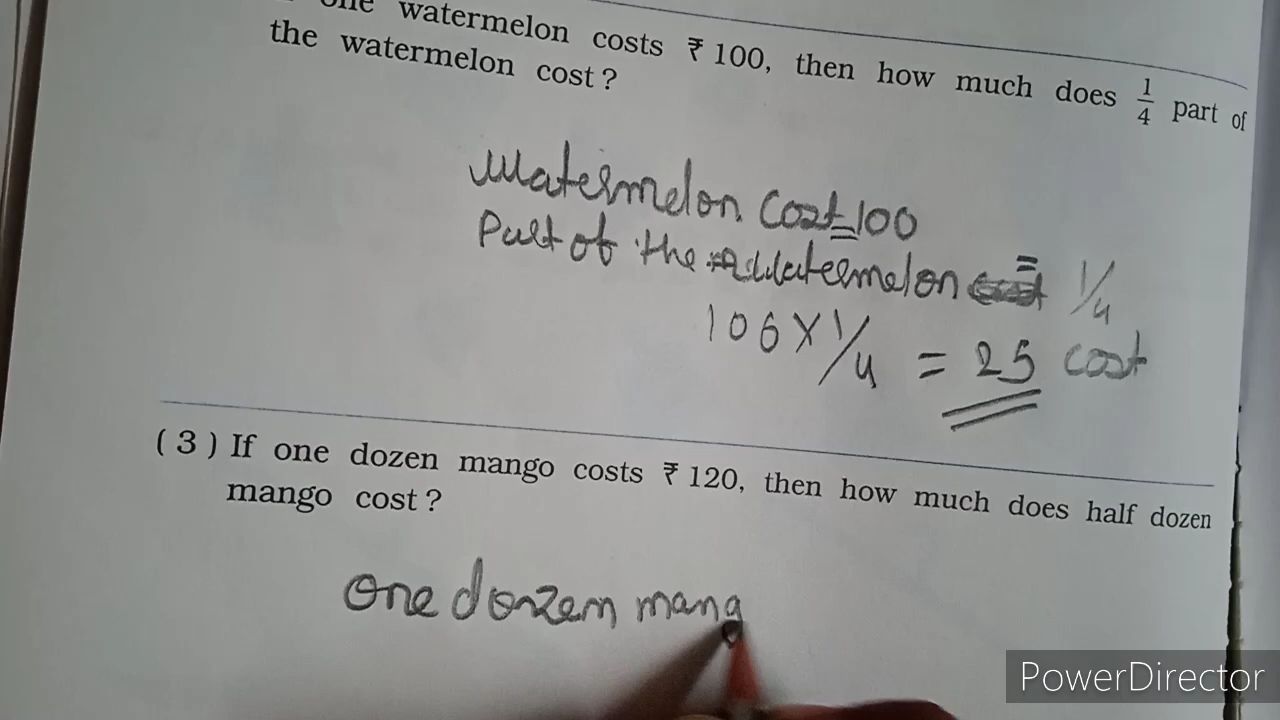 one watermelon costs ₹ 100, then how much does 1/4 part of
the watermelon cost ?
Watermelon Cost=100
Part of the Watermelon = 1/4
100 X 1/4 = 25 cost
( 3 ) If one dozen mango costs ₹ 120, then how much does half dozen
mango cost ?
One dozen mang
PowerDirector